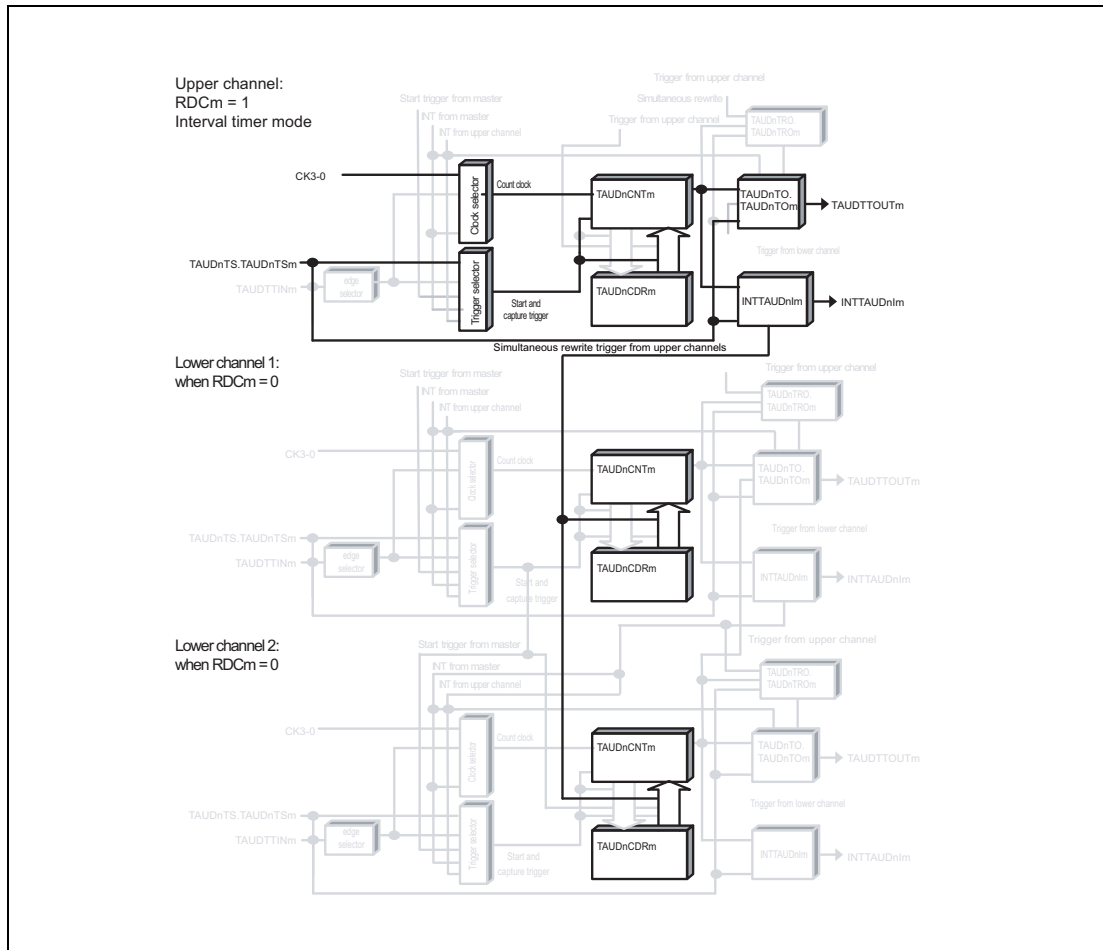 Upper channel:
RDCm = 1
Interval timer mode
Trigger from upper channel
Start trigger from master
Simultaneous rewrite
INT from master
Trigger from upper channel
INT from upper channel
TAUDnTRO.
TAUDnTROm
CK3-0
Clock selector
Count clock
TAUDnCNTm
TAUDnTO.
TAUDnTOm
TAUDTTOUTm
Trigger from lower channel
TAUDnTS.TAUDnTSm
TAUDTTINm
edge
selector
Trigger selector
Start and
capture trigger
TAUDnCDRm
INTTAUDnIm
INTTAUDnIm
Simultaneous rewrite trigger from upper channels
Lower channel 1:
when RDCm = 0
Trigger from upper channel
Start trigger from master
INT from master
INT from upper channel
TAUDnTRO.
TAUDnTROm
CK3-0
Clock selector
Count clock
TAUDnCNTm
TAUDnTO.
TAUDnTOm
TAUDTTOUTm
Trigger from lower channel
TAUDnTS.TAUDnTSm
TAUDTTINm
edge
selector
Trigger selector
Start and
capture trigger
TAUDnCDRm
INTTAUDnIm
INTTAUDnIm
Lower channel 2:
when RDCm = 0
Start trigger from master
Trigger from upper channel
INT from master
INT from upper channel
TAUDnTRO.
TAUDnTROm
CK3-0
Clock selector
Count clock
TAUDnCNTm
TAUDnTO.
TAUDnTOm
TAUDTTOUTm
Trigger from lower channel
TAUDnTS.TAUDnTSm
TAUDTTINm
edge
selector
Trigger selector
Start and
capture trigger
TAUDnCDRm
INTTAUDnIm
INTTAUDnIm